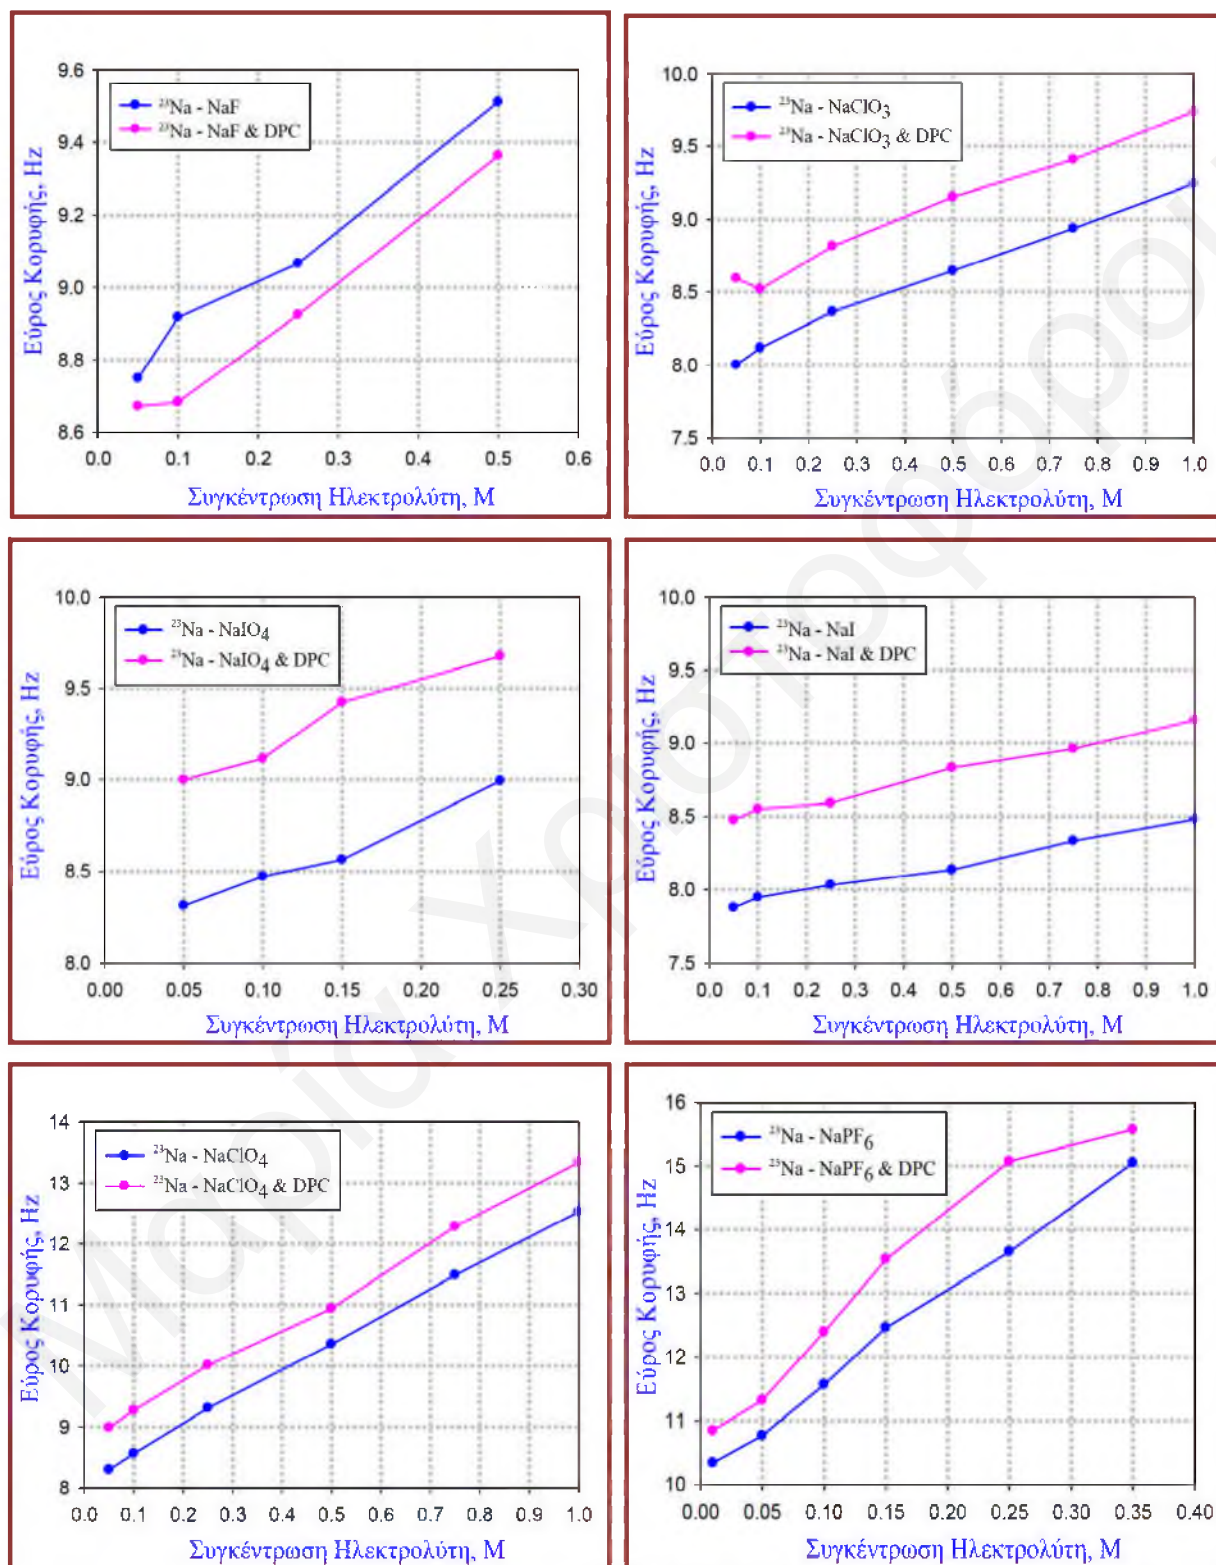 9.6
9.4
9.2
9.0
8.8
8.6
Εύρος Κορυφής, Hz
²³Na - NaF
²³Na - NaF & DPC
0.0 0.1 0.2 0.3 0.4 0.5 0.6
Συγκέντρωση Ηλεκτρολύτη, M
10.0
9.5
9.0
8.5
8.0
7.5
Εύρος Κορυφής, Hz
²³Na - NaClO₃
²³Na - NaClO₃ & DPC
0.0 0.1 0.2 0.3 0.4 0.5 0.6 0.7 0.8 0.9 1.0
Συγκέντρωση Ηλεκτρολύτη, M
10.0
9.5
9.0
8.5
8.0
Εύρος Κορυφής, Hz
²³Na - NaIO₄
²³Na - NaIO₄ & DPC
0.00 0.05 0.10 0.15 0.20 0.25 0.30
Συγκέντρωση Ηλεκτρολύτη, M
10.0
9.5
9.0
8.5
8.0
7.5
Εύρος Κορυφής, Hz
²³Na - NaI
²³Na - NaI & DPC
0.0 0.1 0.2 0.3 0.4 0.5 0.6 0.7 0.8 0.9 1.0
Συγκέντρωση Ηλεκτρολύτη, M
14
13
12
11
10
9
8
Εύρος Κορυφής, Hz
²³Na - NaClO₄
²³Na - NaClO₄ & DPC
0.0 0.1 0.2 0.3 0.4 0.5 0.6 0.7 0.8 0.9 1.0
Συγκέντρωση Ηλεκτρολύτη, M
16
15
14
13
12
11
10
Εύρος Κορυφής, Hz
²³Na - NaPF₆
²³Na - NaPF₆ & DPC
0.00 0.05 0.10 0.15 0.20 0.25 0.30 0.35 0.40
Συγκέντρωση Ηλεκτρολύτη, M
Μαρία Χριστοφόρου